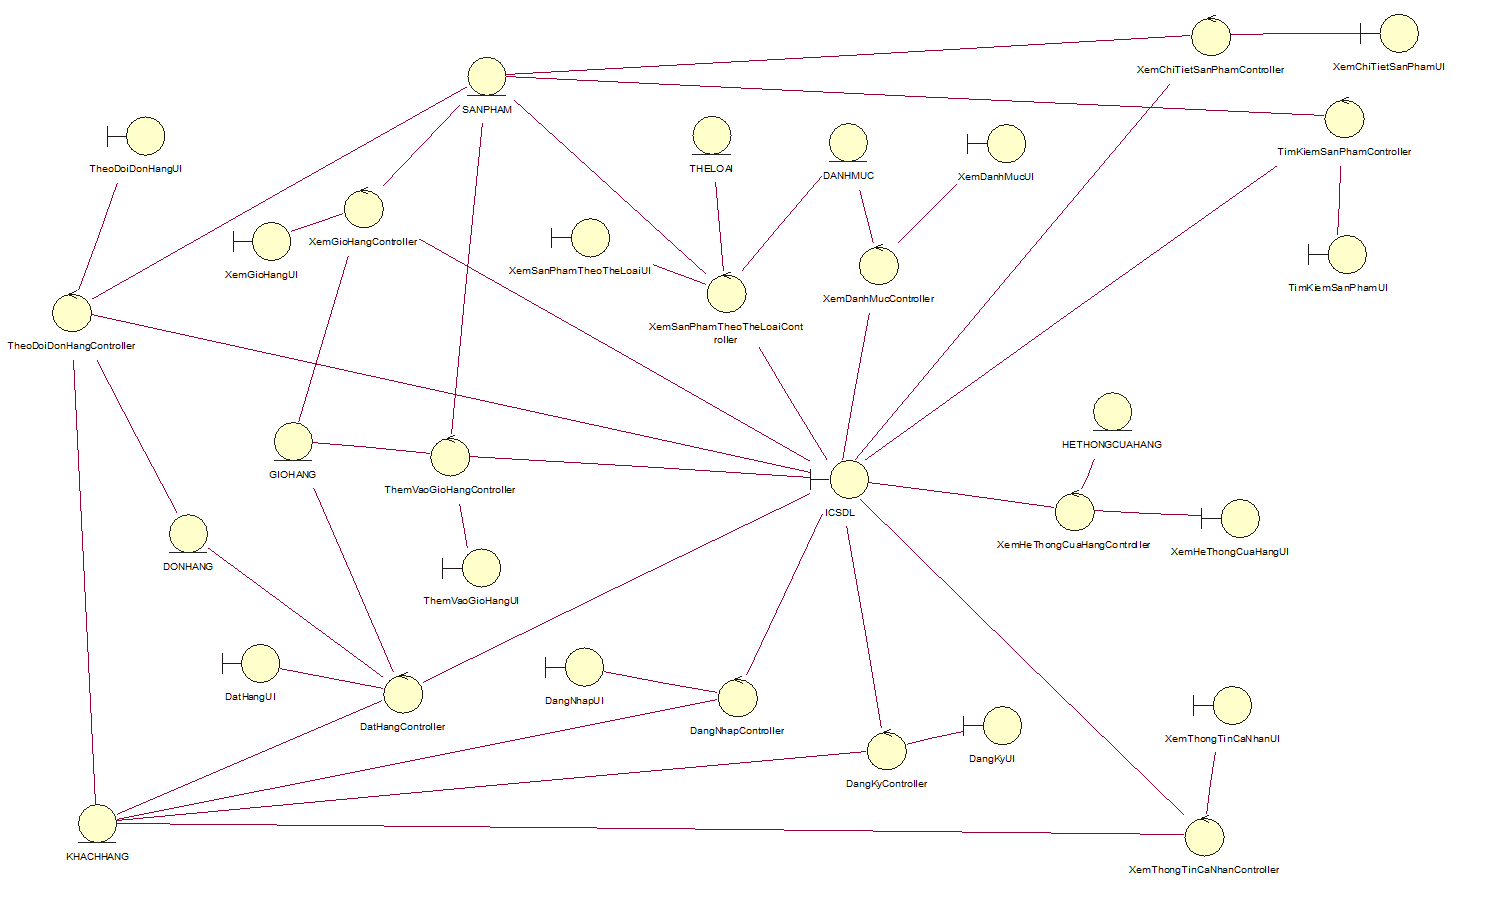 XemChiTietSanPhamController
XemChiTietSanPhamUI
SANPHAM
TimKiemSanPhamController
TheoDoiDonHangUI
THELOAI
DANHMUC
XemDanhMucUI
XemGioHangController
XemGioHangUI
XemSanPhamTheoTheLoaiUI
XemDanhMucController
TimKiemSanPhamUI
XemSanPhamTheoTheLoaiCont
roller
TheoDoiDonHangController
HETHONGCUAHANG
GIOHANG
ThemVaoGioHangController
ICSDL
XemHeThongCuaHangController
XemHeThongCuaHangUI
DONHANG
ThemVaoGioHangUI
DatHangUI
DangNhapUI
DatHangController
DangNhapController
XemThongTinCaNhanUI
DangKyUI
DangKyController
KHACHHANG
XemThongTinCaNhanController